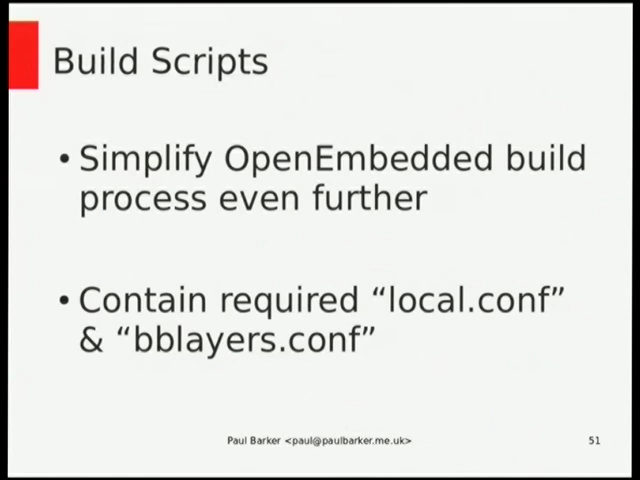 Build Scripts
• Simplify OpenEmbedded build
process even further
• Contain required “local.conf”
& “bblayers.conf”
Paul Barker <paul@paulbarker.me.uk>
51